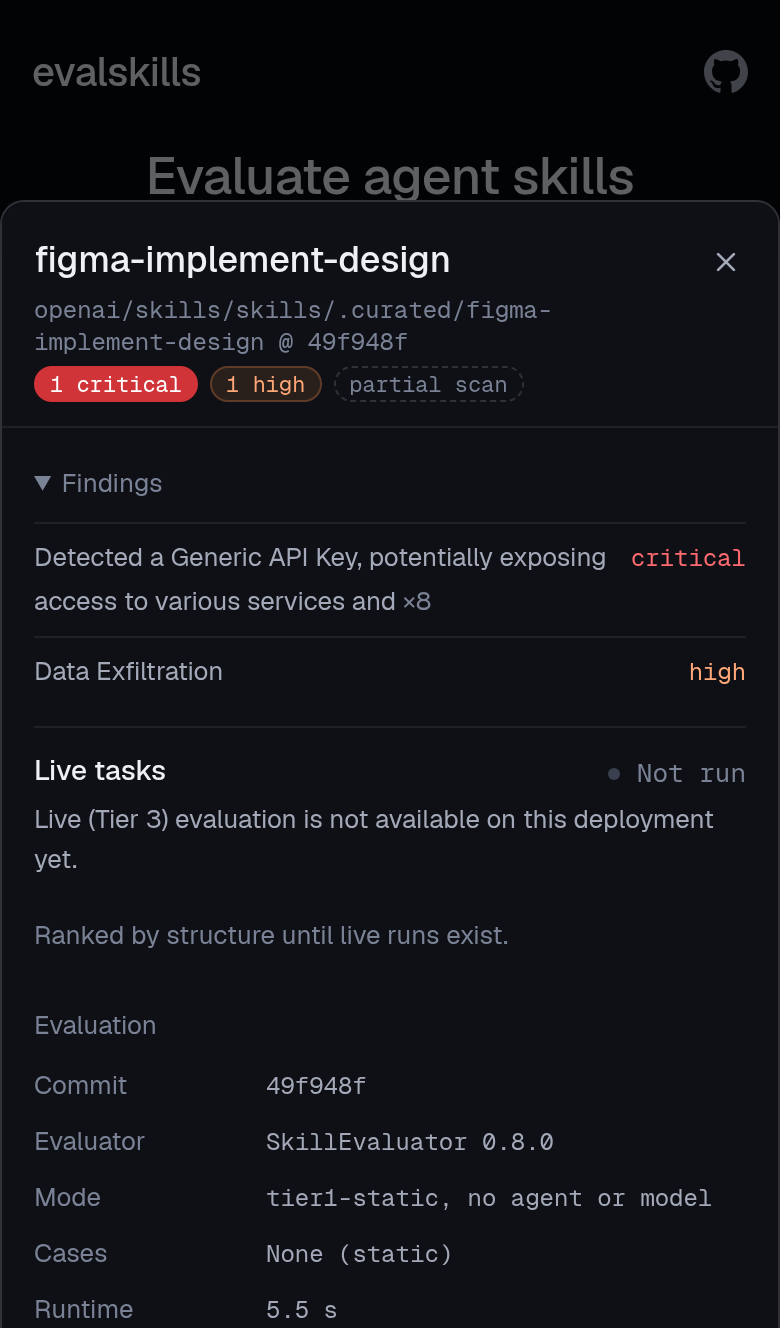 evalskills
Evaluate agent skills
figma-implement-design
openai/skills/skills/.curated/figma-
implement-design @ 49f948f
1 critical 1 high partial scan
Findings
Detected a Generic API Key, potentially exposing critical
access to various services and ×8
Data Exfiltration high
Live tasks Not run
Live (Tier 3) evaluation is not available on this deployment
yet.
Ranked by structure until live runs exist.
Evaluation
Commit 49f948f
Evaluator SkillEvaluator 0.8.0
Mode tier1-static, no agent or model
Cases None (static)
Runtime 5.5 s